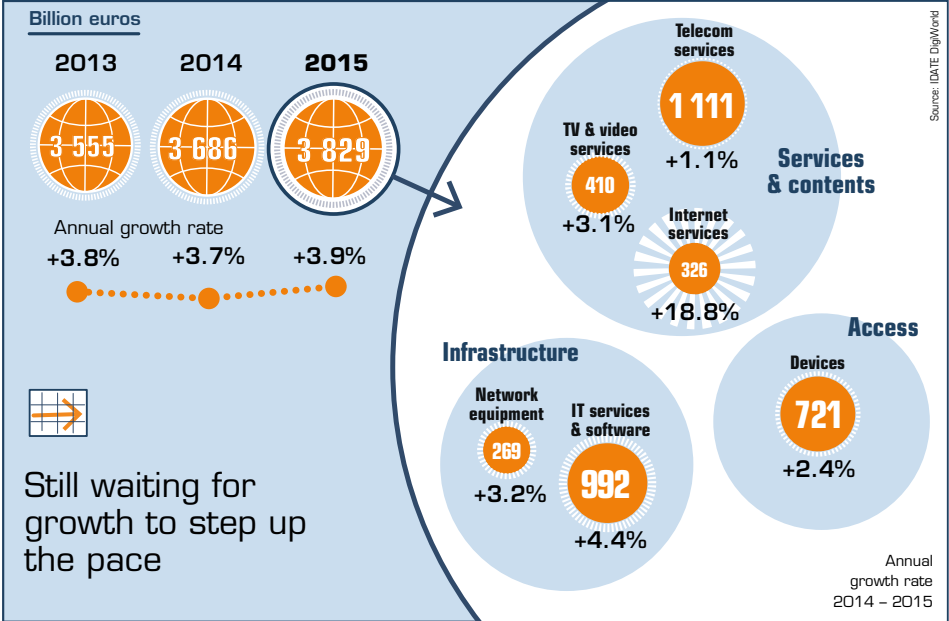 Billion euros
2013
2014
2015
3 555
3 686
3 829
Annual growth rate
+3.8%
+3.7%
+3.9%
Still waiting for
growth to step up
the pace
Telecom
services
1 111
+1.1%
TV & video
services
410
+3.1%
Services
& contents
Internet
services
326
+18.8%
Infrastructure
Network
equipment
269
+3.2%
IT services
& software
992
+4.4%
Access
Devices
721
+2.4%
Annual
growth rate
2014 – 2015
Source: IDATE DigiWorld